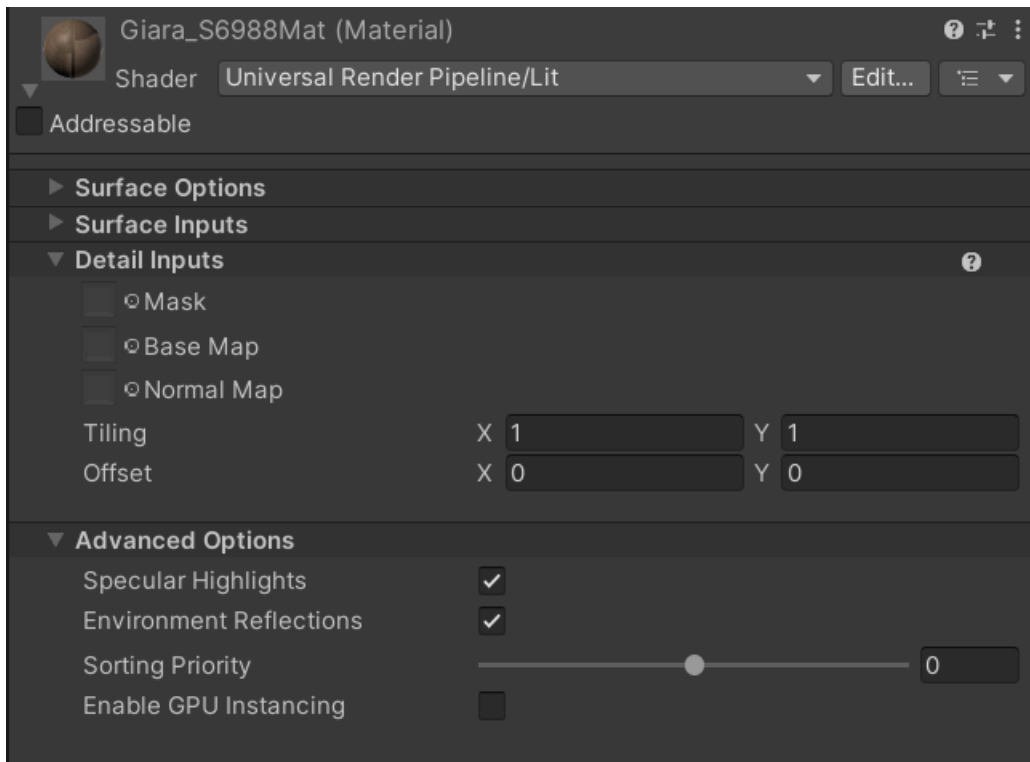 Giara_S6988Mat (Material)
Shader Universal Render Pipeline/Lit Edit...
Addressable
Surface Options
Surface Inputs
Detail Inputs
Mask
Base Map
Normal Map
Tiling X 1 Y 1
Offset X 0 Y 0
Advanced Options
Specular Highlights
Environment Reflections
Sorting Priority 0
Enable GPU Instancing